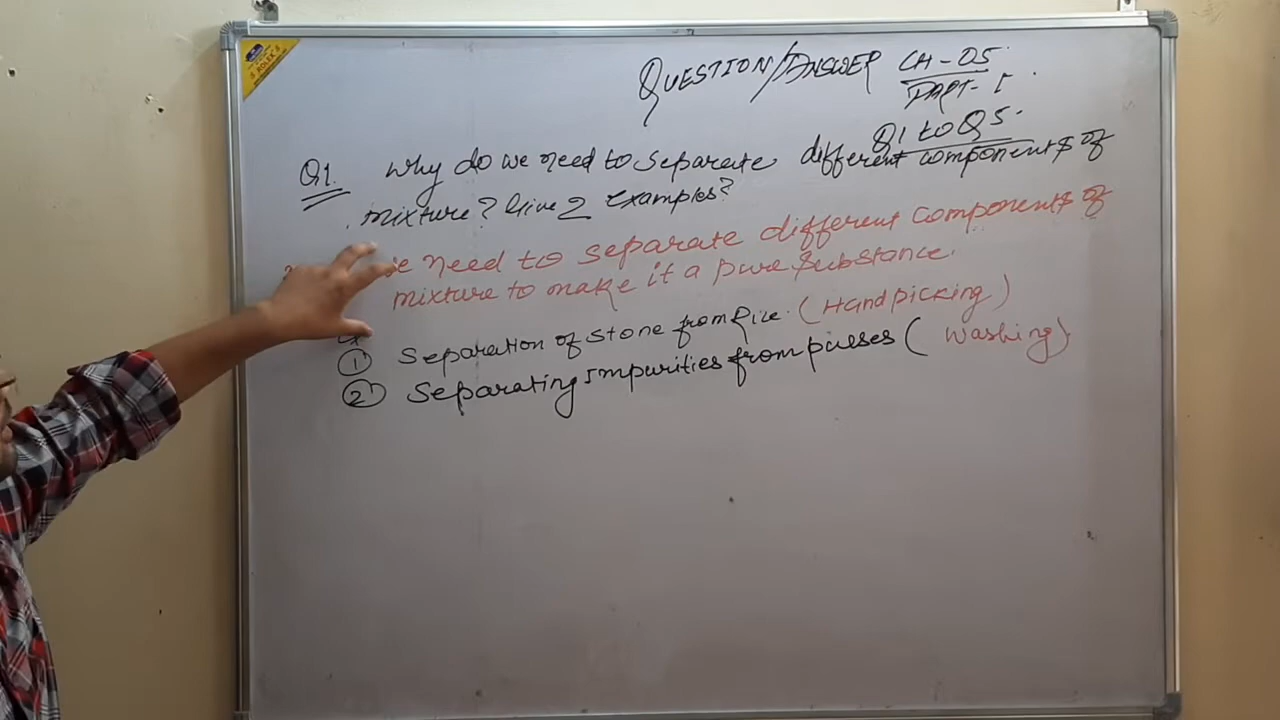 QUESTION/ANSWER CH-05
PART-I
Q1 to Q5.
Q1. Why do we need to separate different components of
mixture? Give 2 examples?
need to separate different components of
mixture to make it a pure substance.
① Separation of stone from Rice. (Handpicking)
② Separating impurities from pulses (Washing)